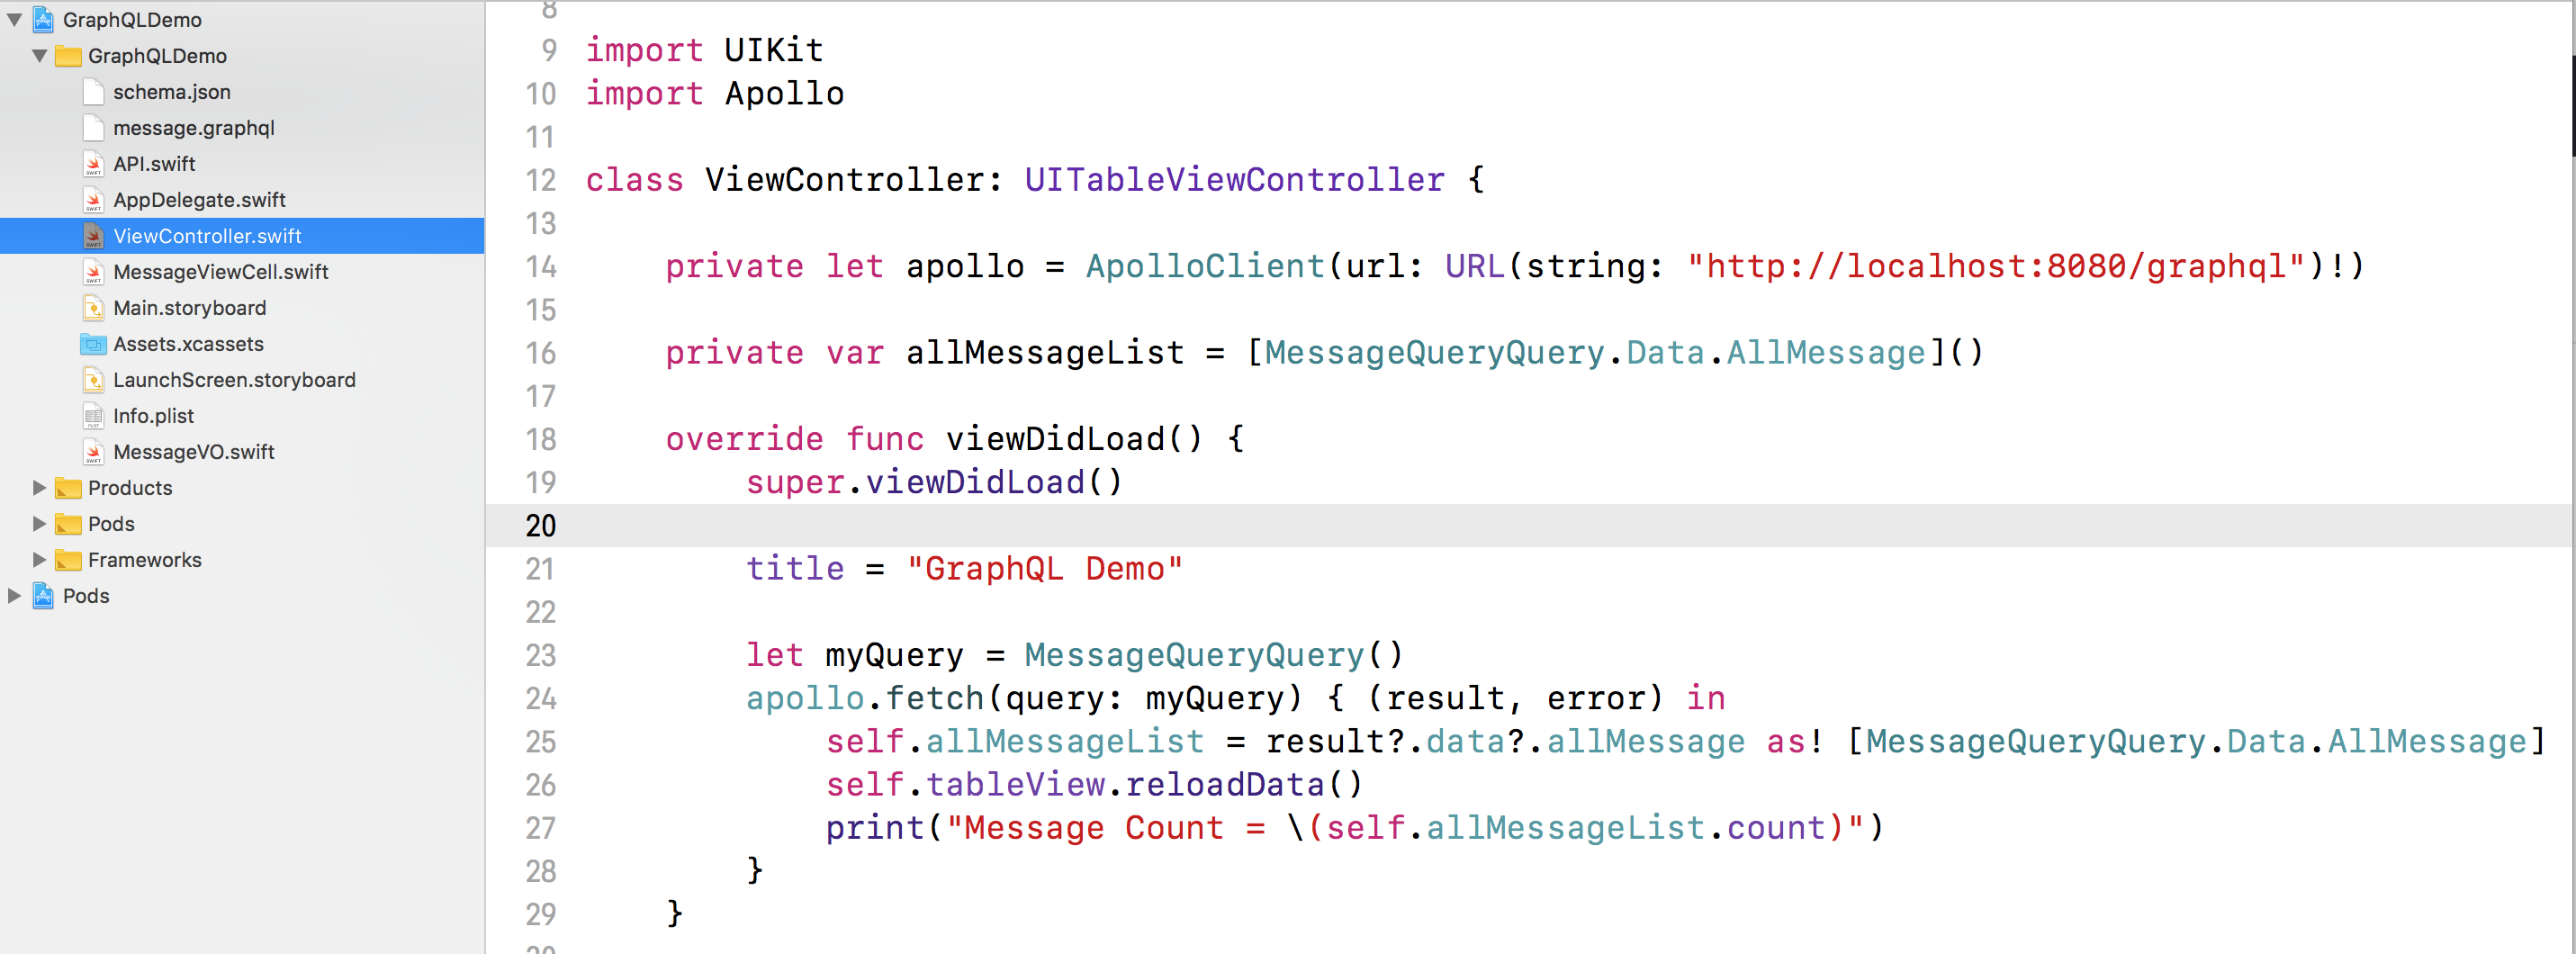 GraphQLDemo
GraphQLDemo
schema.json
message.graphql
API.swift
AppDelegate.swift
ViewController.swift
MessageViewCell.swift
Main.storyboard
Assets.xcassets
LaunchScreen.storyboard
Info.plist
MessageVO.swift
Products
Pods
Frameworks
Pods
8
9 import UIKit
10 import Apollo
11
12 class ViewController: UITableViewController {
13
14 private let apollo = ApolloClient(url: URL(string: "http://localhost:8080/graphql")!)
15
16 private var allMessageList = [MessageQueryQuery.Data.AllMessage]()
17
18 override func viewDidLoad() {
19 super.viewDidLoad()
20
21 title = "GraphQL Demo"
22
23 let myQuery = MessageQueryQuery()
24 apollo.fetch(query: myQuery) { (result, error) in
25 self.allMessageList = result?.data?.allMessage as! [MessageQueryQuery.Data.AllMessage]
26 self.tableView.reloadData()
27 print("Message Count = \(self.allMessageList.count)")
28 }
29 }